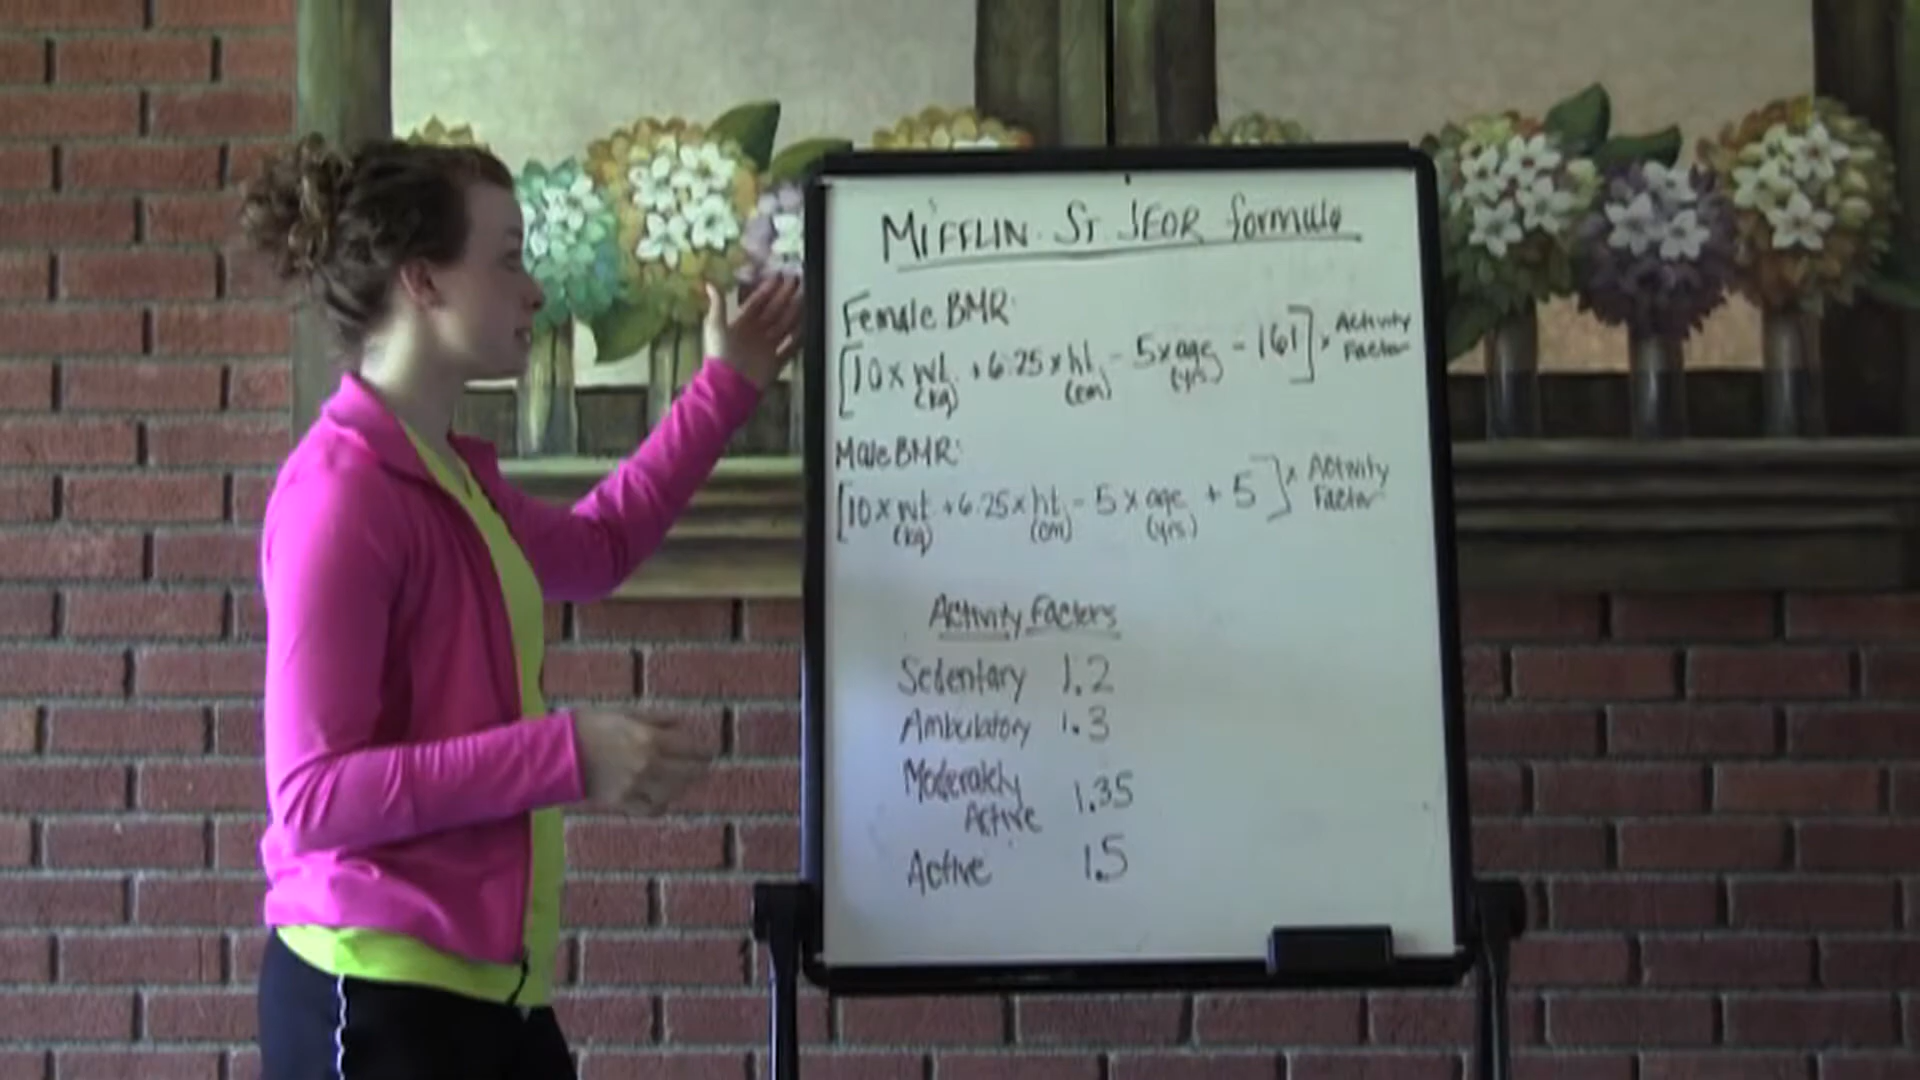 MIFFLIN. ST JEOR formula
Female BMR:
[10 x wt + 6.25 x ht - 5 x age - 161] x Activity Factor
(kg) (cm) (yrs)
Male BMR:
[10 x wt + 6.25 x ht - 5 x age + 5] x Activity Factor
(kg) (cm) (yrs)
Activity Factors
Sedentary 1.2
Ambulatory 1.3
Moderately
Active 1.35
Active 1.5